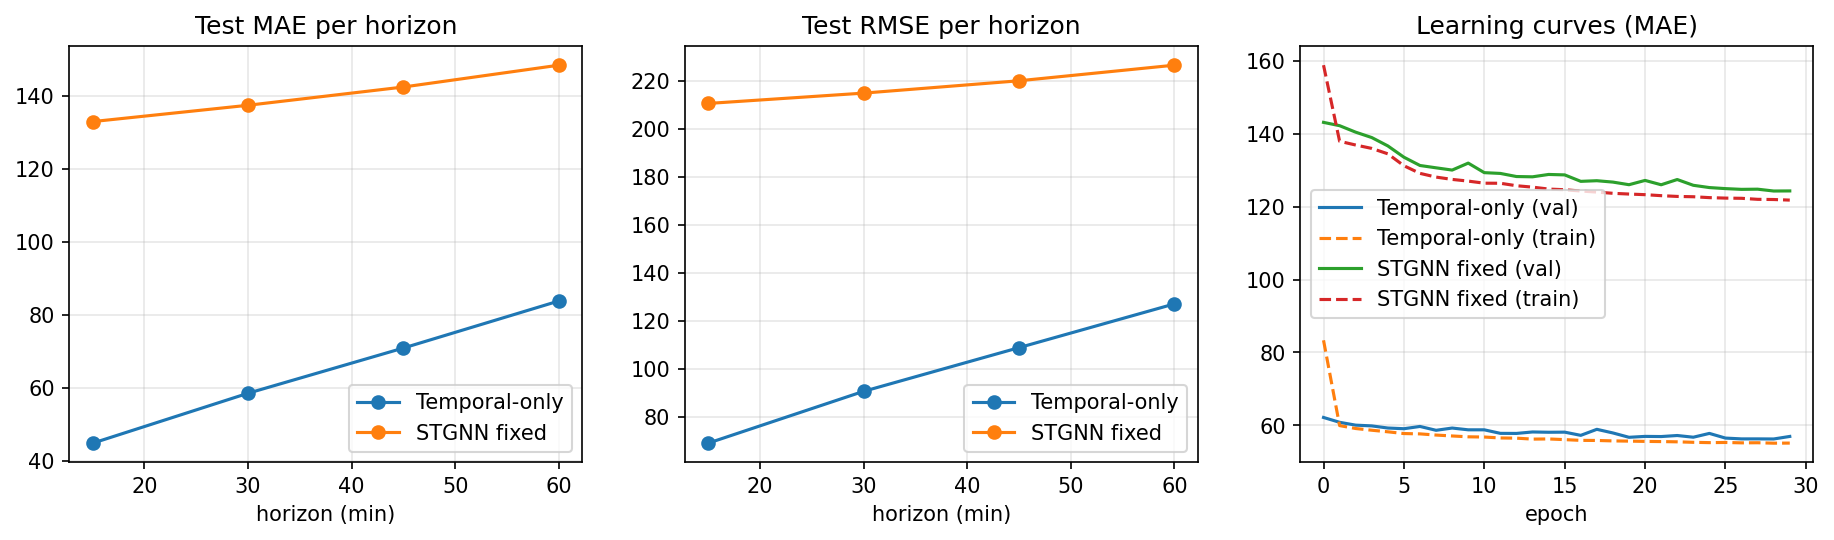 Test MAE per horizon
140
120
100
80
60
40
20 30 40 50 60
horizon (min)
Temporal-only
STGNN fixed
Test RMSE per horizon
220
200
180
160
140
120
100
80
20 30 40 50 60
horizon (min)
Temporal-only
STGNN fixed
Learning curves (MAE)
160
140
120
100
80
60
0 5 10 15 20 25 30
epoch
Temporal-only (val)
Temporal-only (train)
STGNN fixed (val)
STGNN fixed (train)